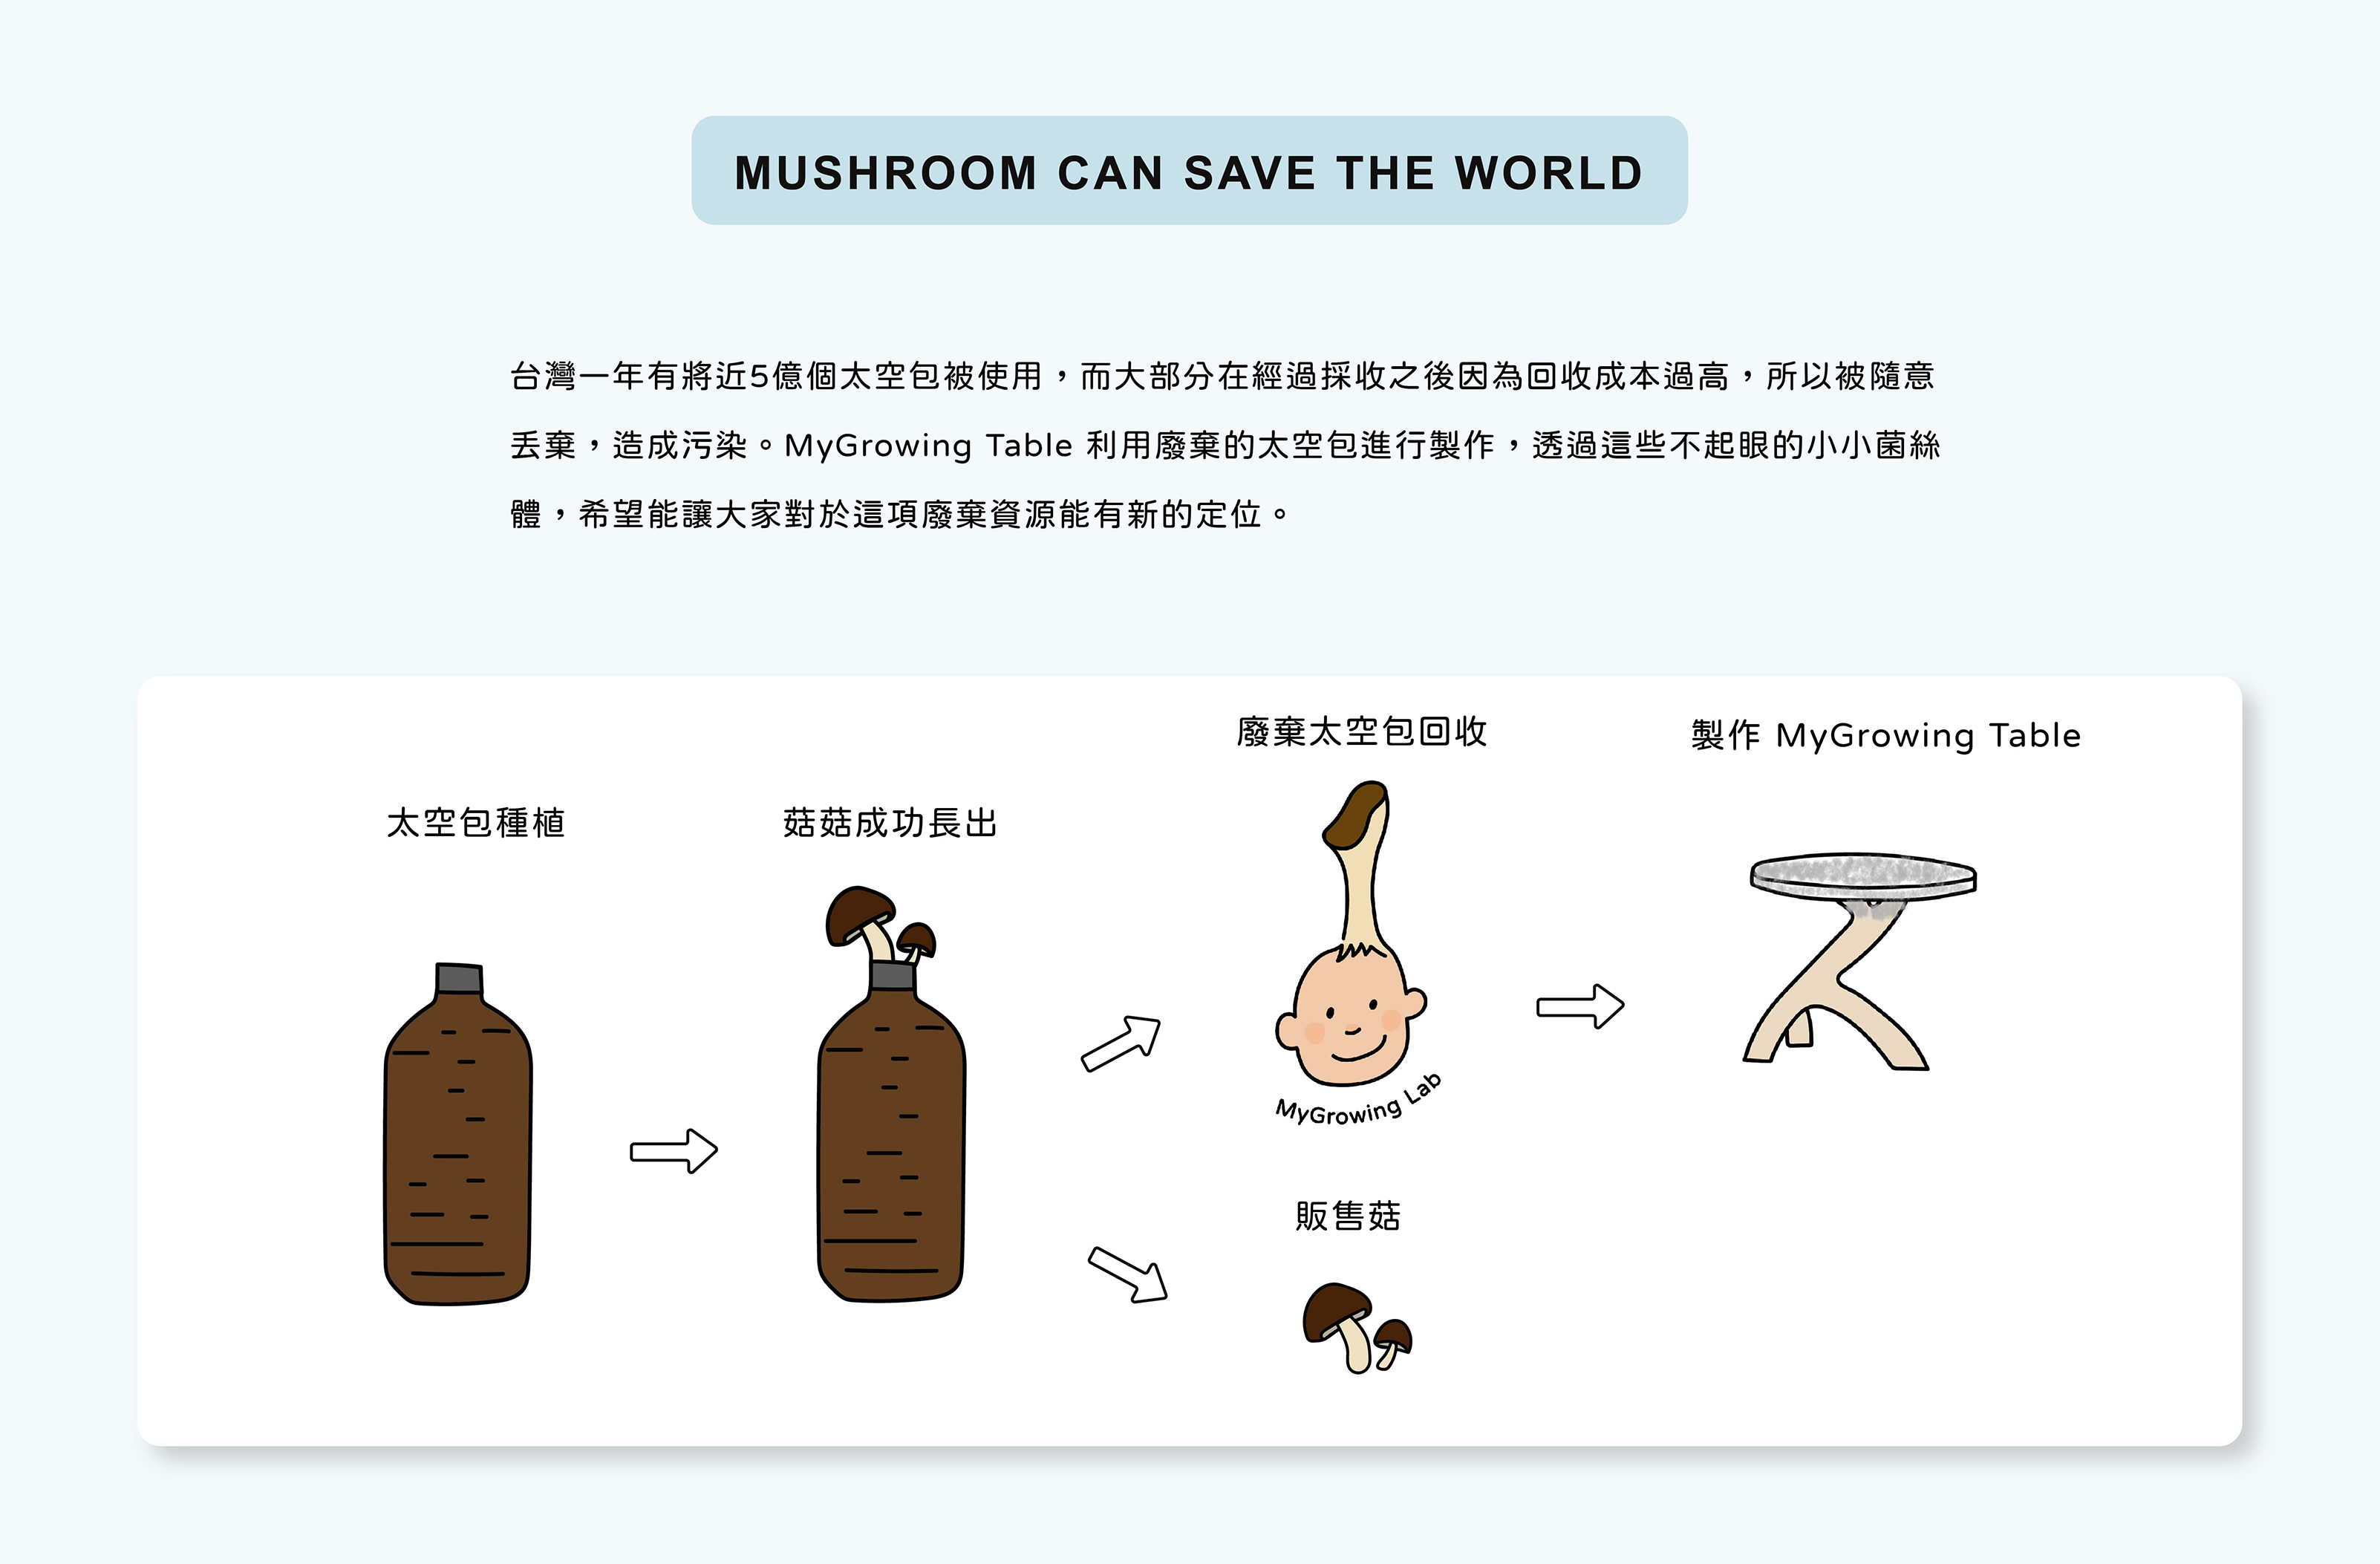 MUSHROOM CAN SAVE THE WORLD
台灣一年有將近5億個太空包被使用，而大部分在經過採收之後因為回收成本過高，所以被隨意
丟棄，造成污染。MyGrowing Table 利用廢棄的太空包進行製作，透過這些不起眼的小小菌絲
體，希望能讓大家對於這項廢棄資源能有新的定位。
太空包種植
菇菇成功長出
廢棄太空包回收
MyGrowing Lab
販售菇
製作 MyGrowing Table